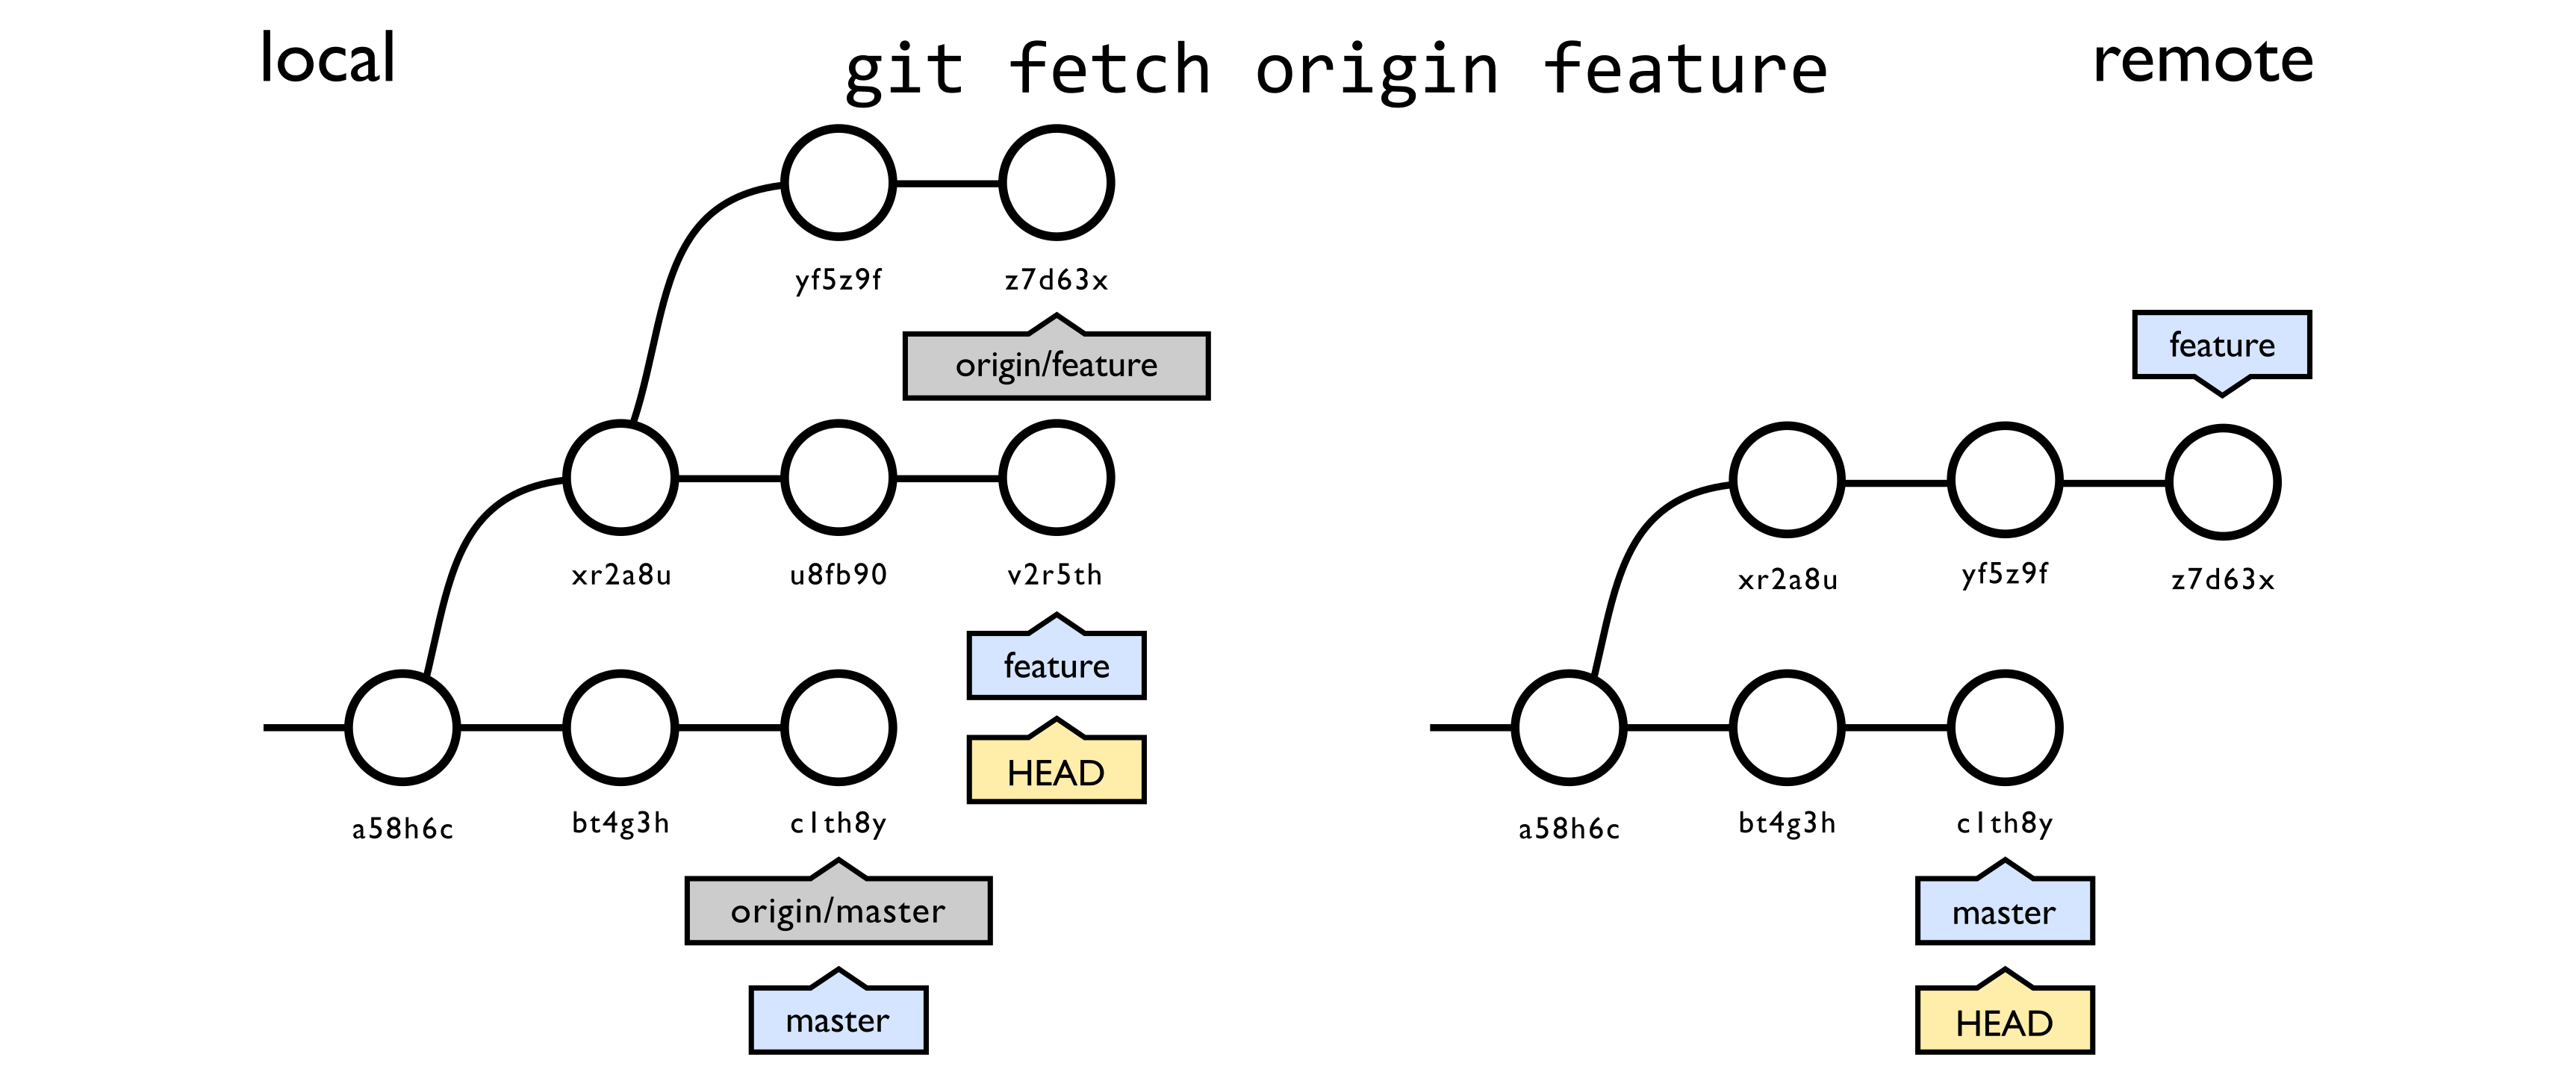 local
git fetch origin feature
remote
yf5z9f
z7d63x
origin/feature
xr2a8u
u8fb90
v2r5th
feature
HEAD
a58h6c
bt4g3h
c1th8y
origin/master
master
feature
xr2a8u
yf5z9f
z7d63x
a58h6c
bt4g3h
c1th8y
master
HEAD